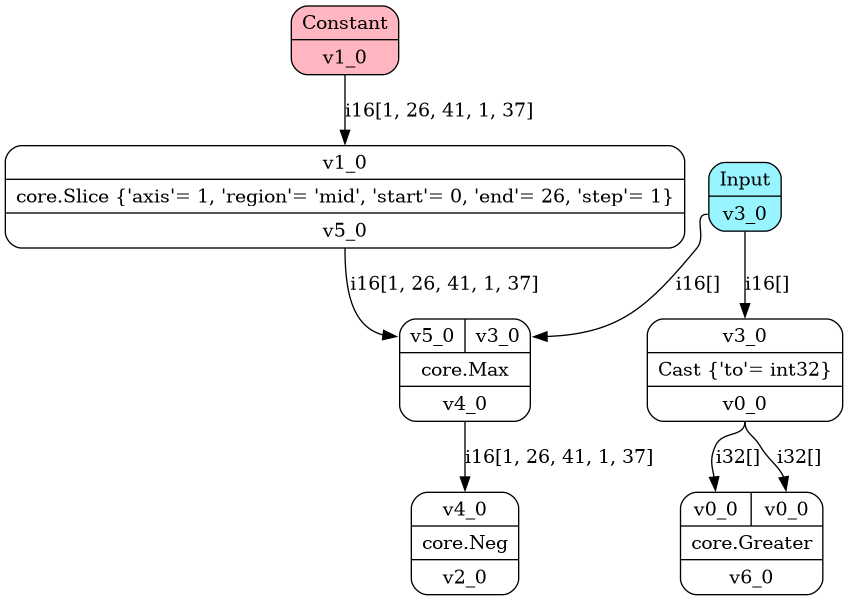 Constant
v1_0
i16[1, 26, 41, 1, 37]
v1_0
core.Slice {'axis'= 1, 'region'= 'mid', 'start'= 0, 'end'= 26, 'step'= 1}
v5_0
Input
v3_0
i16[1, 26, 41, 1, 37]
i16[]
i16[]
v5_0 v3_0
core.Max
v4_0
v3_0
Cast {'to'= int32}
v0_0
i16[1, 26, 41, 1, 37]
i32[]
i32[]
v4_0
core.Neg
v2_0
v0_0 v0_0
core.Greater
v6_0